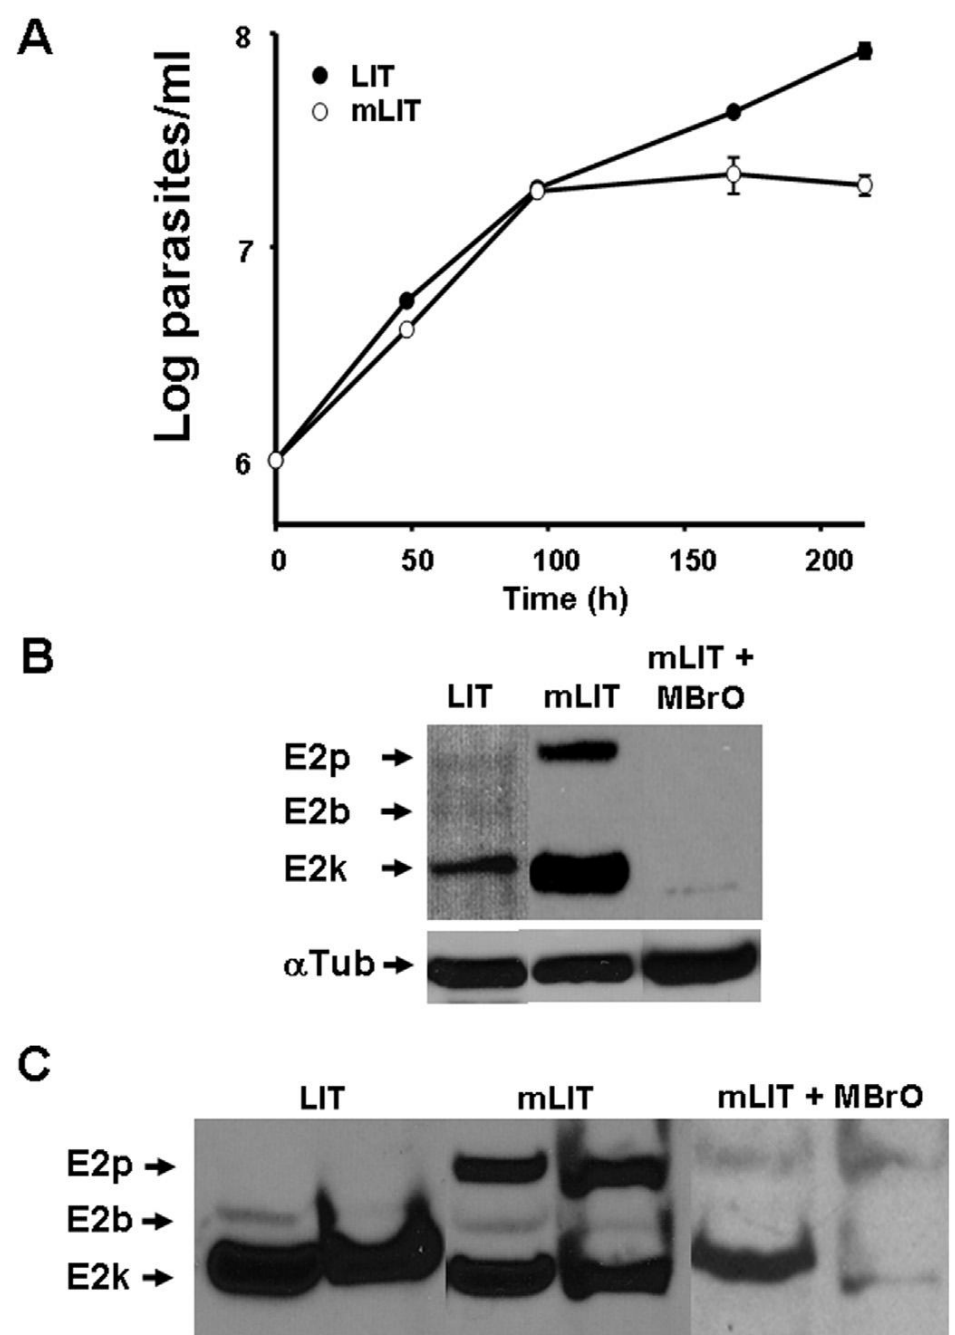 A
Log parasites/ml
8
7
6
LIT
mLIT
0 50 100 150 200
Time (h)
B
LIT mLIT mLIT + MBrO
E2p
E2b
E2k
αTub
C
LIT mLIT mLIT + MBrO
E2p
E2b
E2k